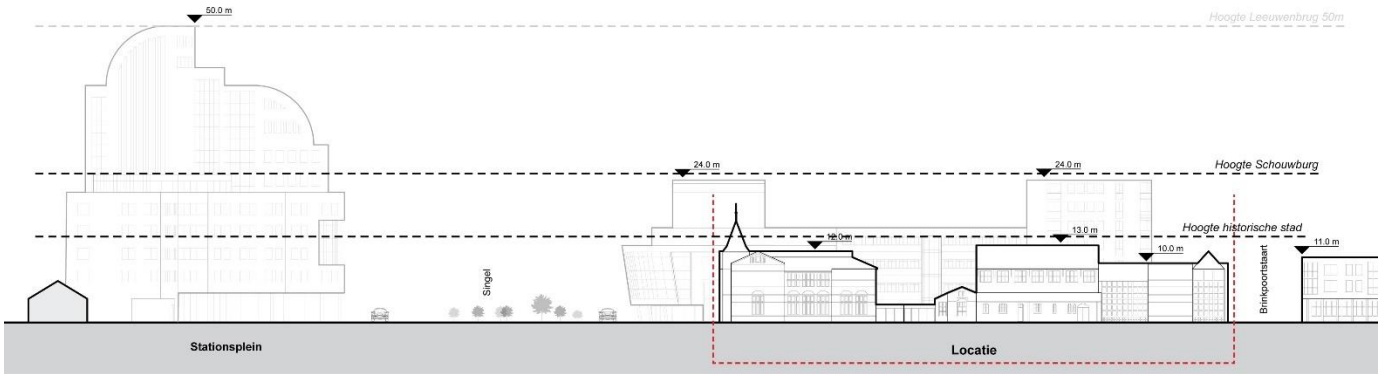 50.0 m
Hoogte Leeuwenbrug 50m
24.0 m
24.0 m
Hoogte Schouwburg
Hoogte historische stad
12.0 m
13.0 m
10.0 m
11.0 m
Singel
Brinkpoortstaart
Stationsplein
Locatie